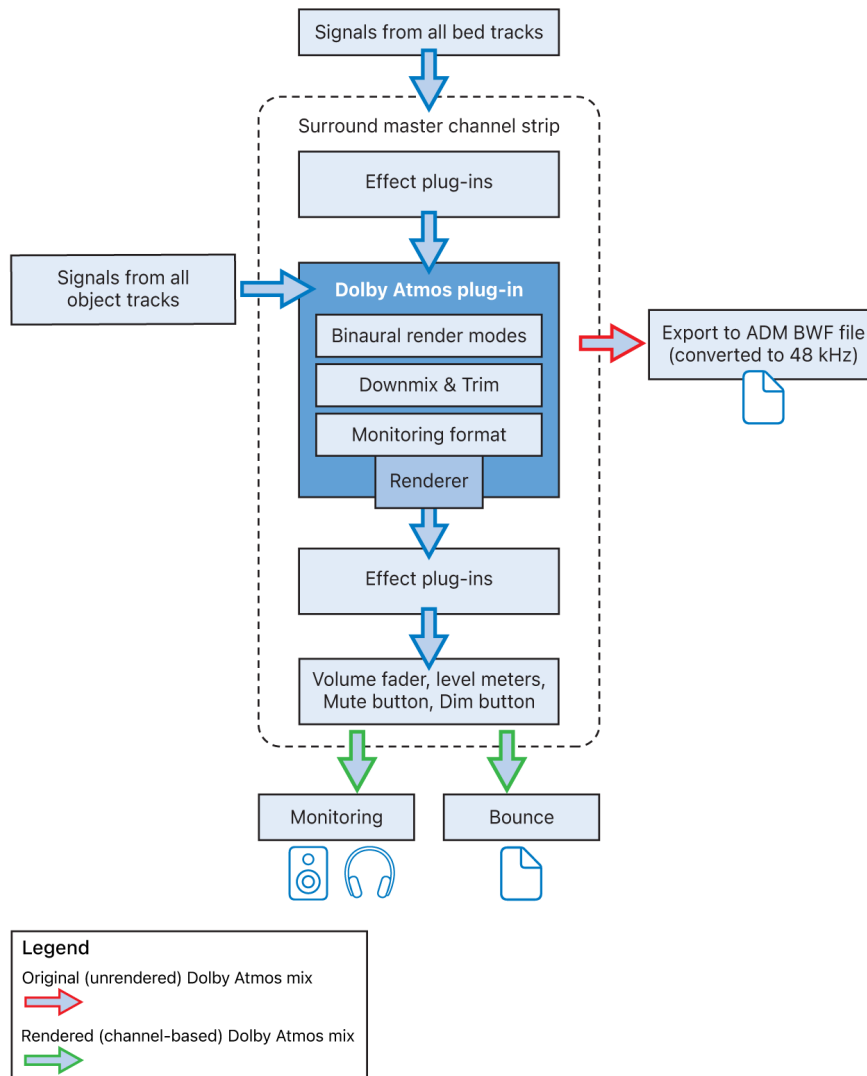 Signals from all bed tracks
Surround master channel strip
Effect plug-ins
Signals from all
object tracks
Dolby Atmos plug-in
Binaural render modes
Downmix & Trim
Monitoring format
Renderer
Export to ADM BWF file
(converted to 48 kHz)
Effect plug-ins
Volume fader, level meters,
Mute button, Dim button
Monitoring
Bounce
Legend
Original (unrendered) Dolby Atmos mix
Rendered (channel-based) Dolby Atmos mix